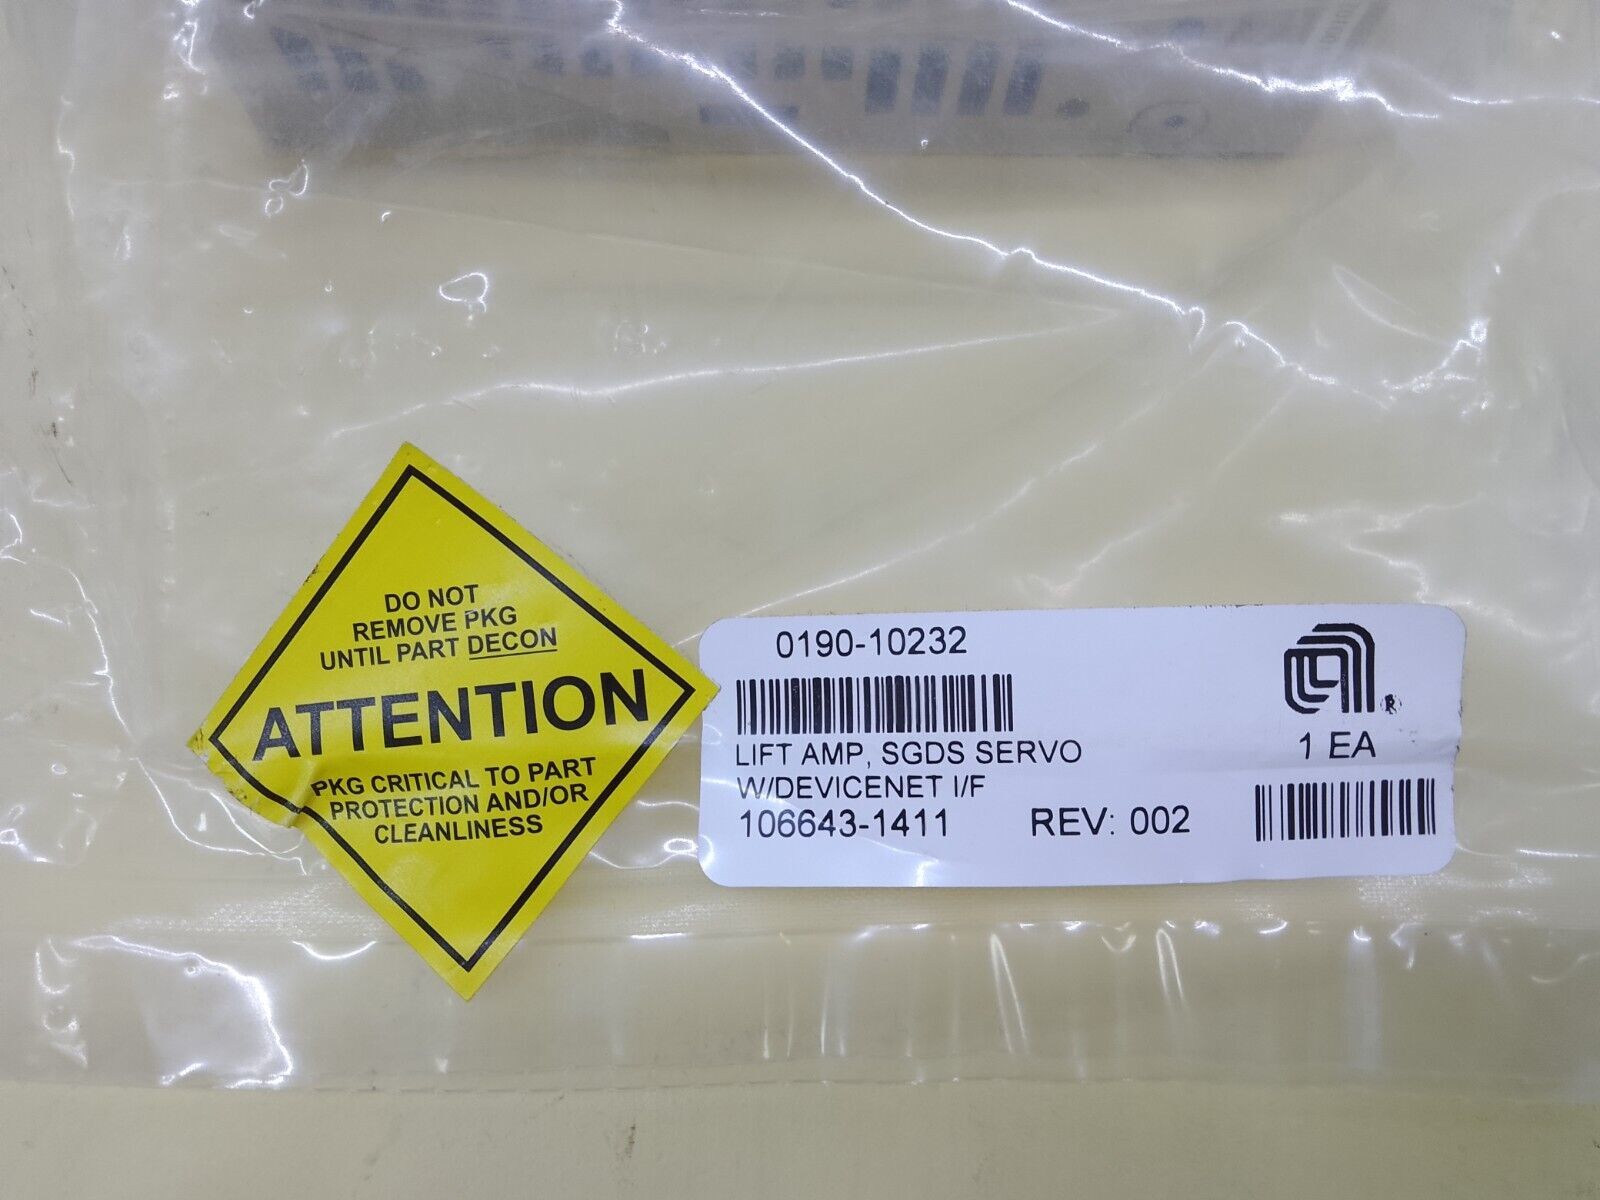 DO NOT
REMOVE PKG
UNTIL PART DECON
ATTENTION
PKG CRITICAL TO PART
PROTECTION AND/OR
CLEANLINESS
0190-10232
LIFT AMP, SGDS SERVO
W/DEVICENET I/F
106643-1411 REV: 002
®
1 EA